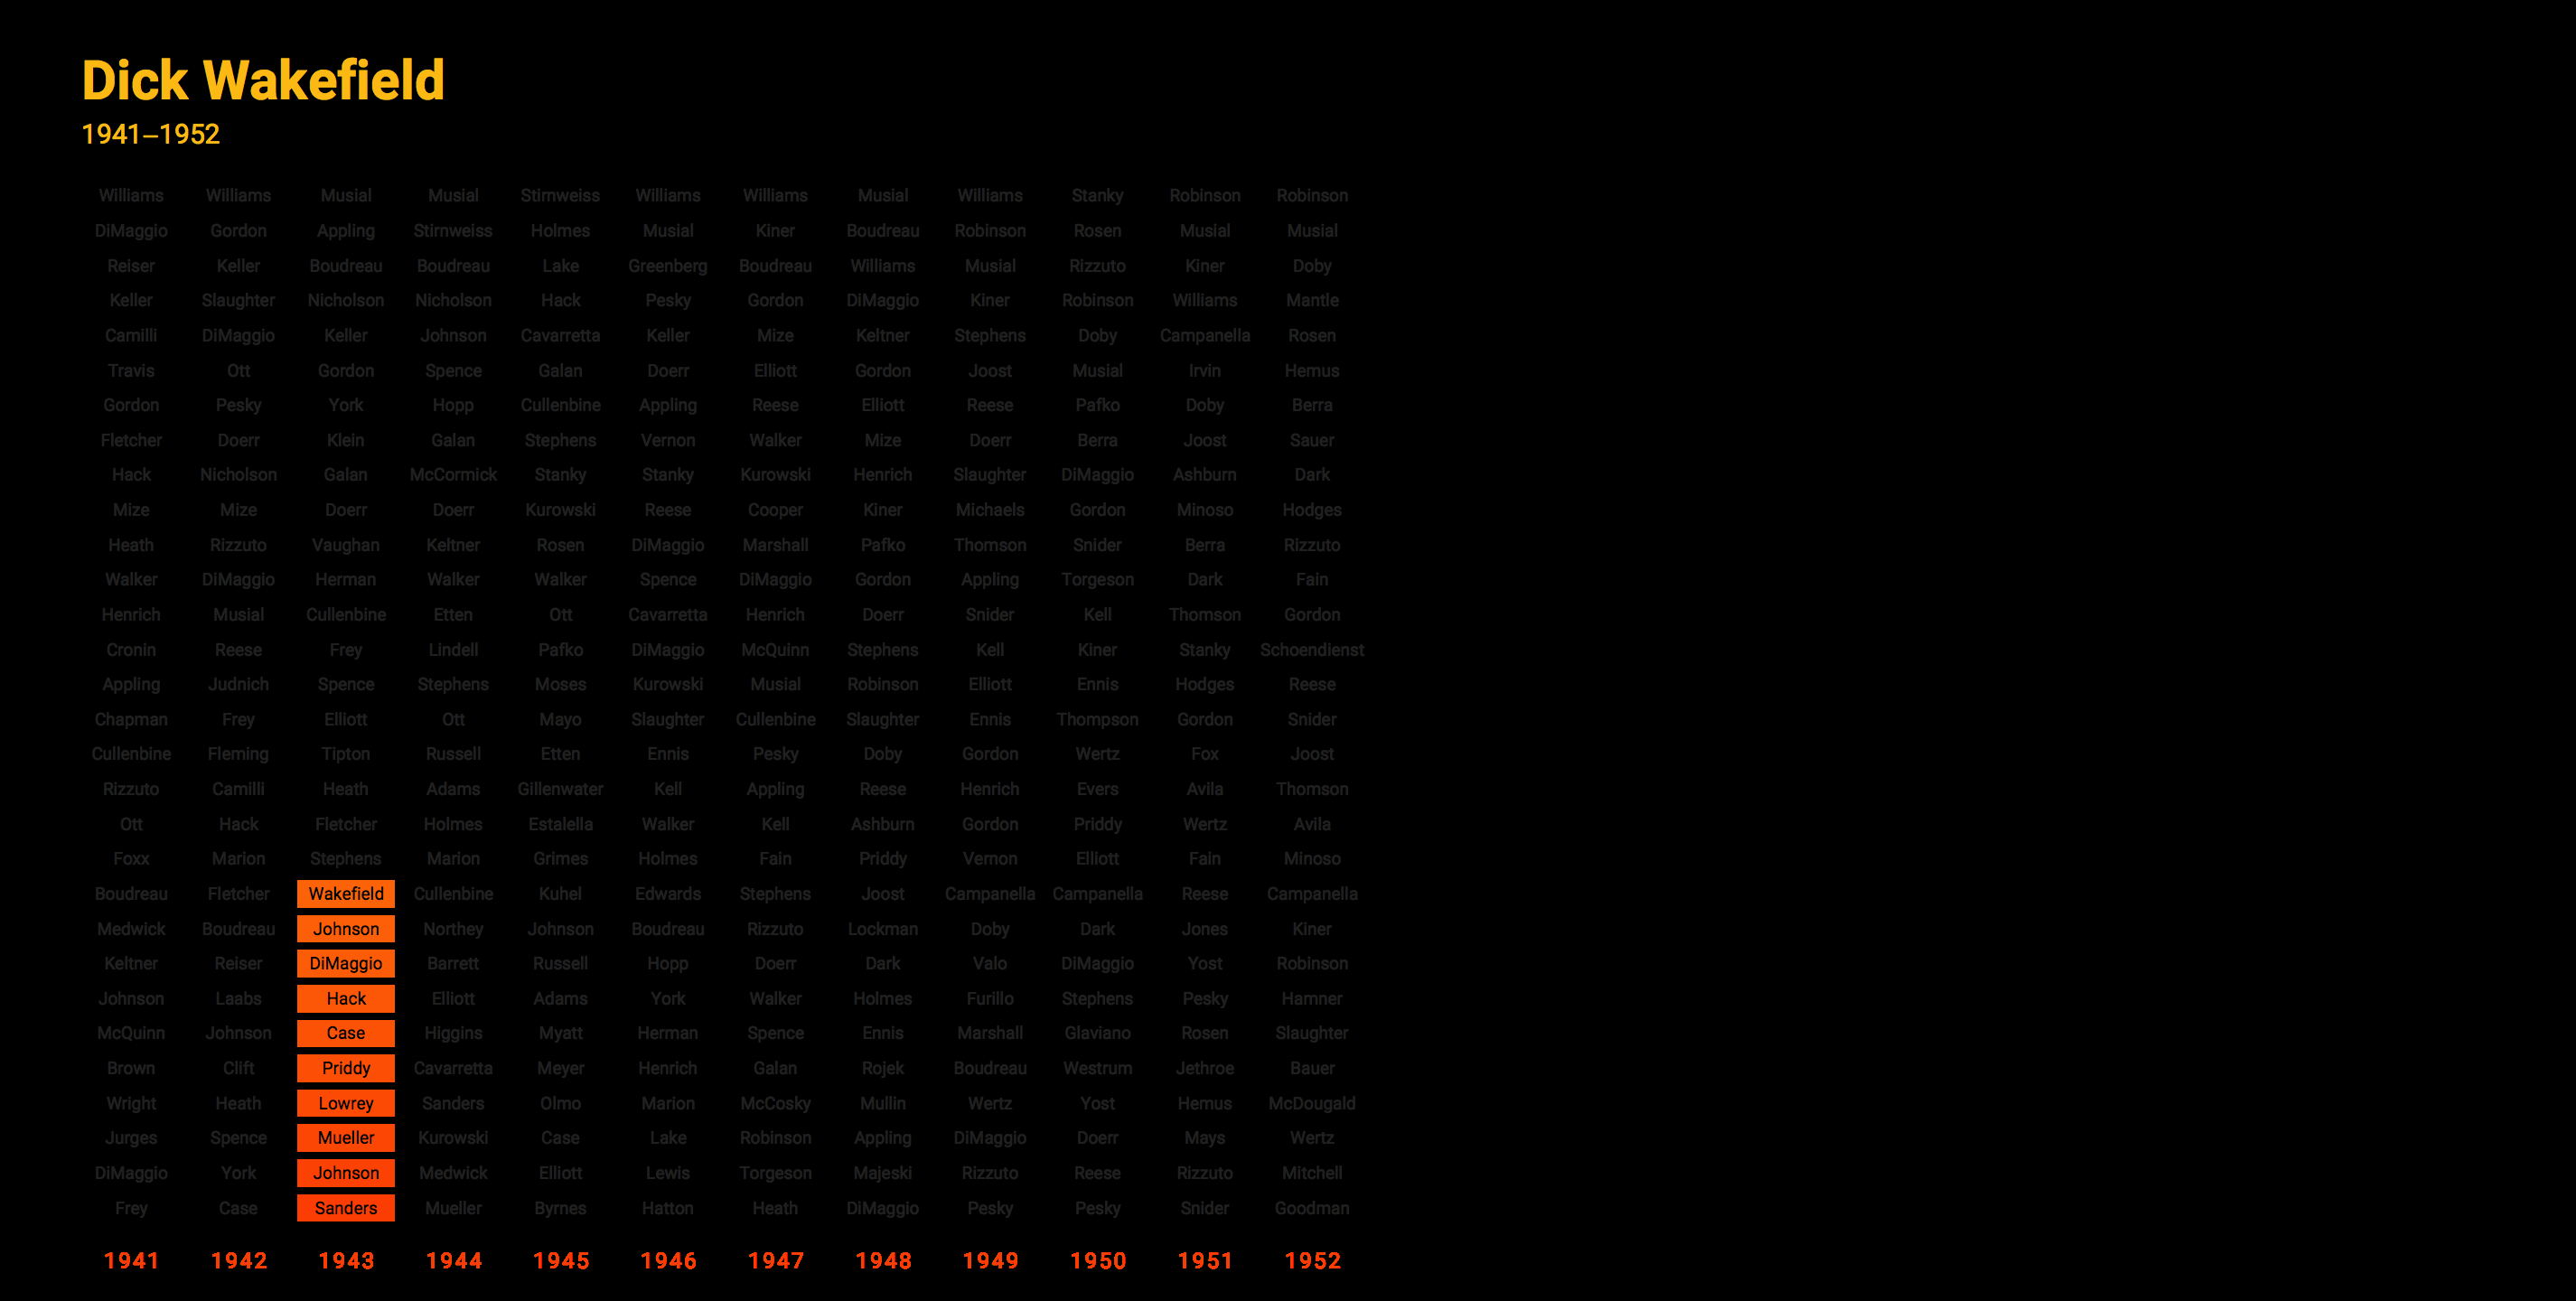 Dick Wakefield
1941–1952
Williams Williams Musial Musial Stirnweiss Williams Williams Musial Williams Stanky Robinson Robinson
DiMaggio Gordon Appling Stirnweiss Holmes Musial Kiner Boudreau Robinson Rosen Musial Musial
Reiser Keller Boudreau Boudreau Lake Greenberg Boudreau Williams Musial Rizzuto Kiner Doby
Keller Slaughter Nicholson Nicholson Hack Pesky Gordon DiMaggio Kiner Robinson Williams Mantle
Camilli DiMaggio Keller Johnson Cavarretta Keller Mize Keltner Stephens Doby Campanella Rosen
Travis Ott Gordon Spence Galan Doerr Elliott Gordon Joost Musial Irvin Hemus
Gordon Pesky York Hopp Cullenbine Appling Reese Elliott Reese Pafko Doby Berra
Fletcher Doerr Klein Galan Stephens Vernon Walker Mize Doerr Berra Joost Sauer
Hack Nicholson Galan McCormick Stanky Stanky Kurowski Henrich Slaughter DiMaggio Ashburn Dark
Mize Mize Doerr Doerr Kurowski Reese Cooper Kiner Michaels Gordon Minoso Hodges
Heath Rizzuto Vaughan Keltner Rosen DiMaggio Marshall Pafko Thomson Snider Berra Rizzuto
Walker DiMaggio Herman Walker Walker Spence DiMaggio Gordon Appling Torgeson Dark Fain
Henrich Musial Cullenbine Etten Ott Cavarretta Henrich Doerr Snider Kell Thomson Gordon
Cronin Reese Frey Lindell Pafko DiMaggio McQuinn Stephens Kell Kiner Stanky Schoendienst
Appling Judnich Spence Stephens Moses Kurowski Musial Robinson Elliott Ennis Hodges Reese
Chapman Frey Elliott Ott Mayo Slaughter Cullenbine Slaughter Ennis Thompson Gordon Snider
Cullenbine Fleming Tipton Russell Etten Ennis Pesky Doby Gordon Wertz Fox Joost
Rizzuto Camilli Heath Adams Gillenwater Kell Appling Reese Henrich Evers Avila Thomson
Ott Hack Fletcher Holmes Estalella Walker Kell Ashburn Gordon Priddy Wertz Avila
Foxx Marion Stephens Marion Grimes Holmes Fain Priddy Vernon Elliott Fain Minoso
Boudreau Fletcher Wakefield Cullenbine Kuhel Edwards Stephens Joost Campanella Campanella Reese Campanella
Medwick Boudreau Johnson Northey Johnson Boudreau Rizzuto Lockman Doby Dark Jones Kiner
Keltner Reiser DiMaggio Barrett Russell Hopp Doerr Dark Valo DiMaggio Yost Robinson
Johnson Laabs Hack Elliott Adams York Walker Holmes Furillo Stephens Pesky Hamner
McQuinn Johnson Case Higgins Myatt Herman Spence Ennis Marshall Glaviano Rosen Slaughter
Brown Clift Priddy Cavarretta Meyer Henrich Galan Rojek Boudreau Westrum Jethroe Bauer
Wright Heath Lowrey Sanders Olmo Marion McCosky Mullin Wertz Yost Hemus McDougald
Jurges Spence Mueller Kurowski Case Lake Robinson Appling DiMaggio Doerr Mays Wertz
DiMaggio York Johnson Medwick Elliott Lewis Torgeson Majeski Rizzuto Reese Rizzuto Mitchell
Frey Case Sanders Mueller Byrnes Hatton Heath DiMaggio Pesky Pesky Snider Goodman
1941 1942 1943 1944 1945 1946 1947 1948 1949 1950 1951 1952